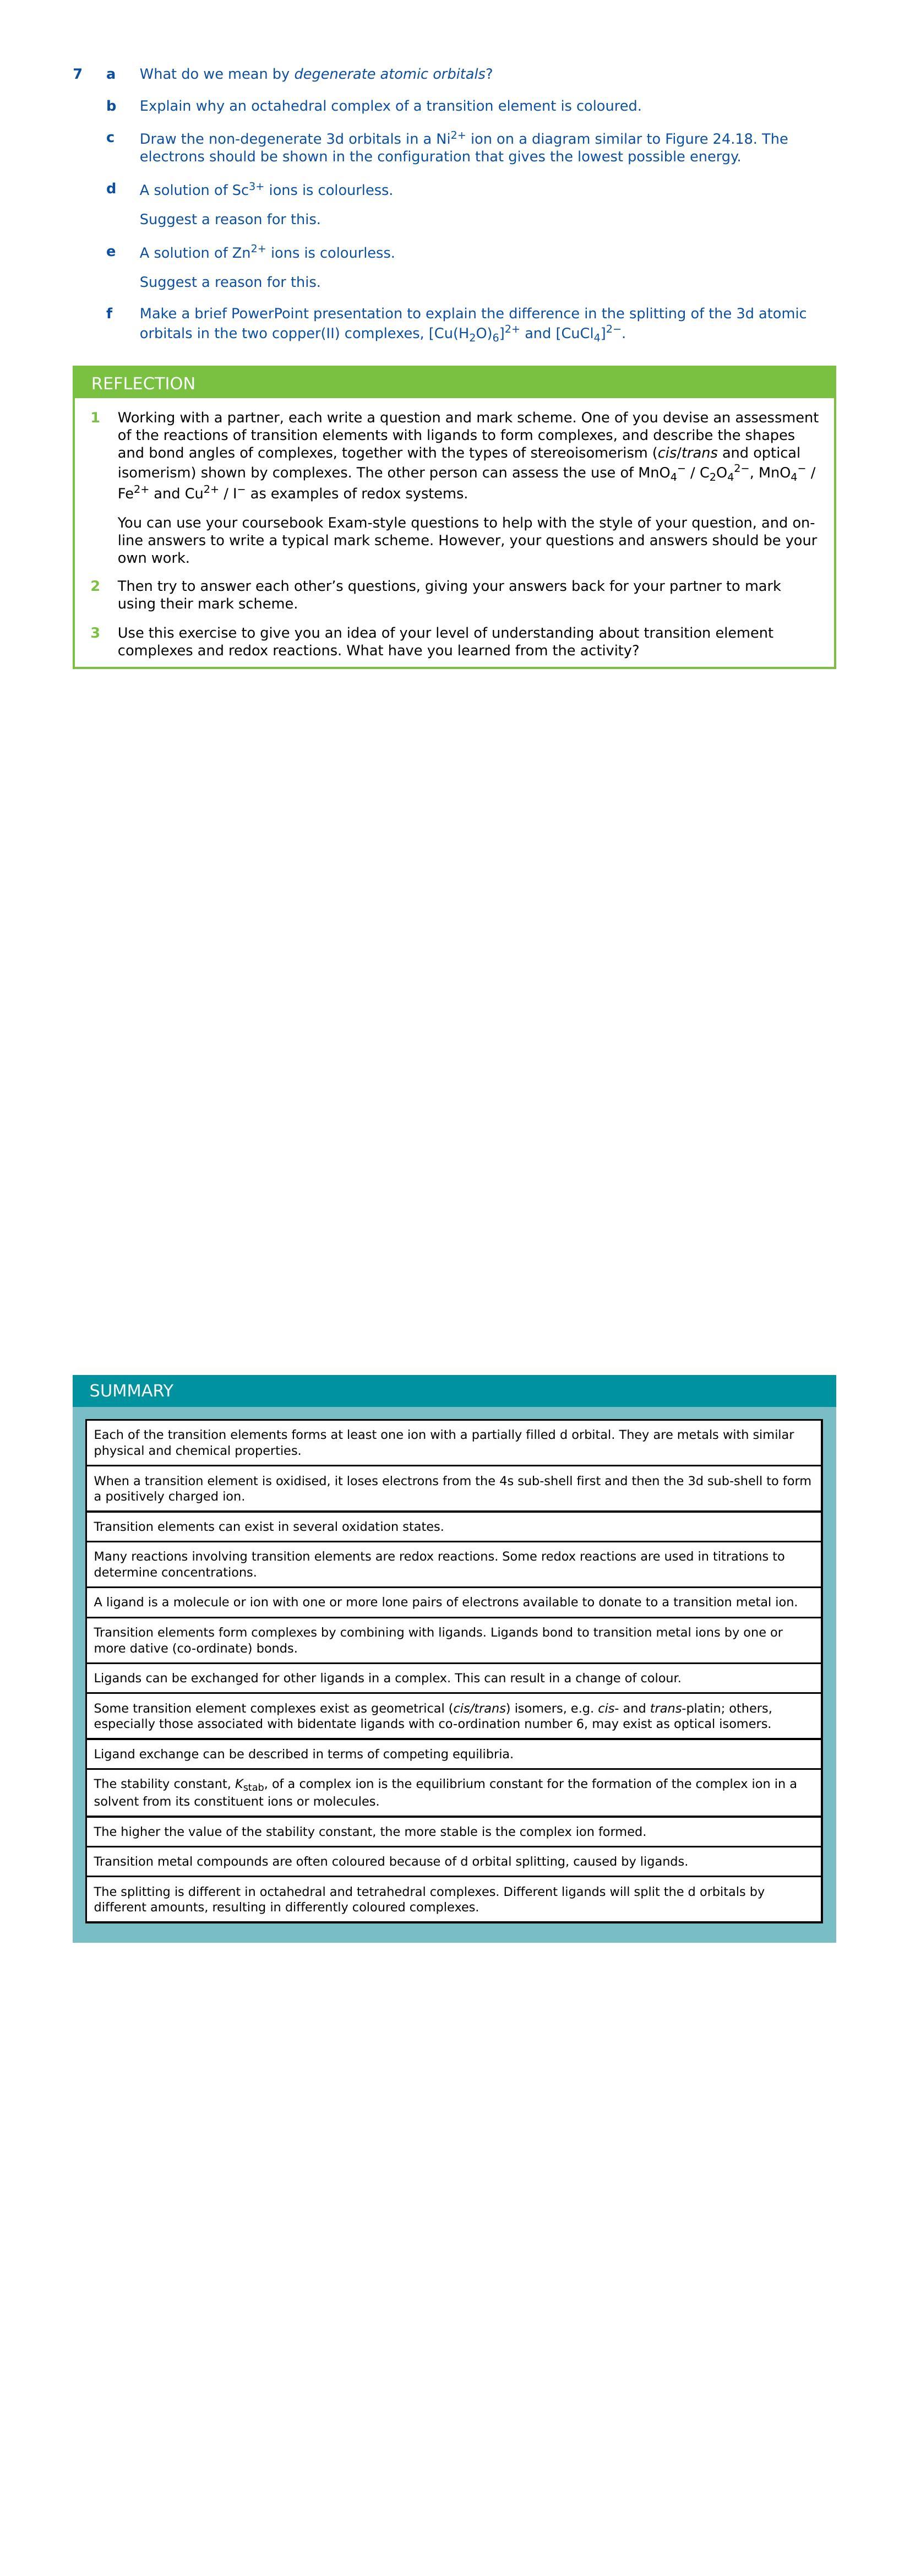 7 a What do we mean by degenerate atomic orbitals?
b Explain why an octahedral complex of a transition element is coloured.
c Draw the non-degenerate 3d orbitals in a Ni²⁺ ion on a diagram similar to Figure 24.18. The
electrons should be shown in the configuration that gives the lowest possible energy.
d A solution of Sc³⁺ ions is colourless.
Suggest a reason for this.
e A solution of Zn²⁺ ions is colourless.
Suggest a reason for this.
f Make a brief PowerPoint presentation to explain the difference in the splitting of the 3d atomic
orbitals in the two copper(II) complexes, [Cu(H₂O)₆]²⁺ and [CuCl₄]²⁻.
REFLECTION
1 Working with a partner, each write a question and mark scheme. One of you devise an assessment
of the reactions of transition elements with ligands to form complexes, and describe the shapes
and bond angles of complexes, together with the types of stereoisomerism (cis/trans and optical
isomerism) shown by complexes. The other person can assess the use of MnO₄⁻ / C₂O₄²⁻, MnO₄⁻ /
Fe²⁺ and Cu²⁺ / I⁻ as examples of redox systems.
You can use your coursebook Exam-style questions to help with the style of your question, and on-
line answers to write a typical mark scheme. However, your questions and answers should be your
own work.
2 Then try to answer each other’s questions, giving your answers back for your partner to mark
using their mark scheme.
3 Use this exercise to give you an idea of your level of understanding about transition element
complexes and redox reactions. What have you learned from the activity?
SUMMARY
Each of the transition elements forms at least one ion with a partially filled d orbital. They are metals with similar
physical and chemical properties.
When a transition element is oxidised, it loses electrons from the 4s sub-shell first and then the 3d sub-shell to form
a positively charged ion.
Transition elements can exist in several oxidation states.
Many reactions involving transition elements are redox reactions. Some redox reactions are used in titrations to
determine concentrations.
A ligand is a molecule or ion with one or more lone pairs of electrons available to donate to a transition metal ion.
Transition elements form complexes by combining with ligands. Ligands bond to transition metal ions by one or
more dative (co-ordinate) bonds.
Ligands can be exchanged for other ligands in a complex. This can result in a change of colour.
Some transition element complexes exist as geometrical (cis/trans) isomers, e.g. cis- and trans-platin; others,
especially those associated with bidentate ligands with co-ordination number 6, may exist as optical isomers.
Ligand exchange can be described in terms of competing equilibria.
The stability constant, Kstab, of a complex ion is the equilibrium constant for the formation of the complex ion in a
solvent from its constituent ions or molecules.
The higher the value of the stability constant, the more stable is the complex ion formed.
Transition metal compounds are often coloured because of d orbital splitting, caused by ligands.
The splitting is different in octahedral and tetrahedral complexes. Different ligands will split the d orbitals by
different amounts, resulting in differently coloured complexes.